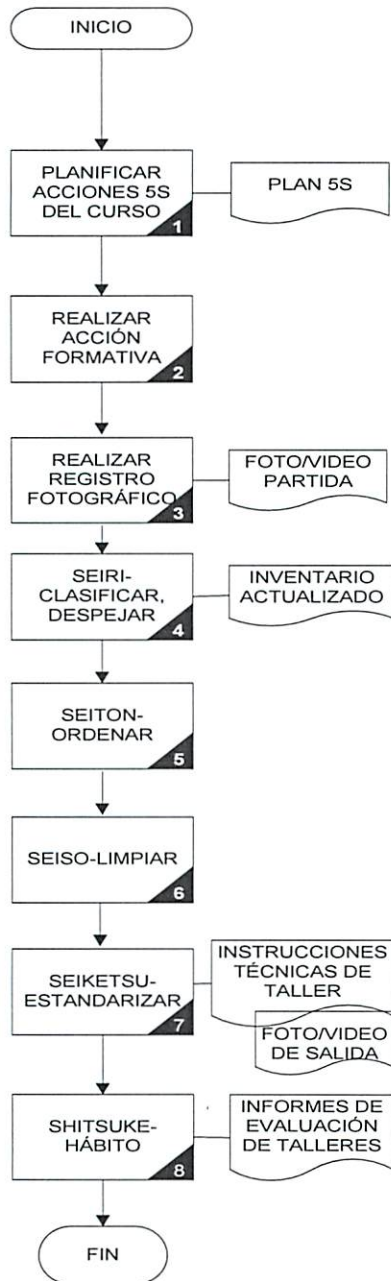 INICIO
PLANIFICAR
ACCIONES 5S
DEL CURSO
1
PLAN 5S
REALIZAR
ACCIÓN
FORMATIVA
2
REALIZAR
REGISTRO
FOTOGRÁFICO
3
FOTO/VIDEO
PARTIDA
SEIRI-
CLASIFICAR,
DESPEJAR
4
INVENTARIO
ACTUALIZADO
SEITON-
ORDENAR
5
SEISO-LIMPIAR
6
SEIKETSU-
ESTANDARIZAR
7
INSTRUCCIONES
TÉCNICAS DE
TALLER
FOTO/VIDEO
DE SALIDA
SHITSUKE-
HÁBITO
8
INFORMES DE
EVALUACIÓN
DE TALLERES
FIN